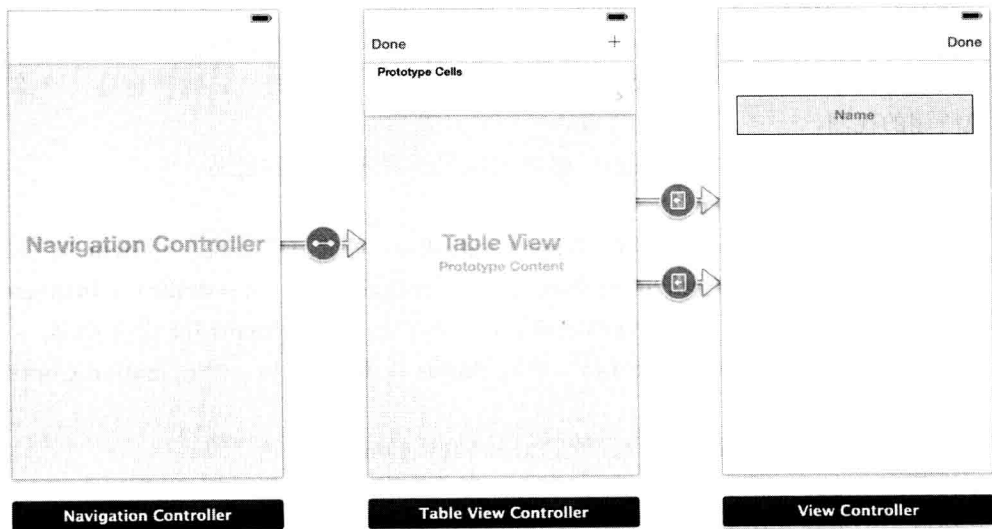 Navigation Controller
Navigation Controller
Done +
Prototype Cells
Table View
Prototype Content
Table View Controller
Done
Name
View Controller